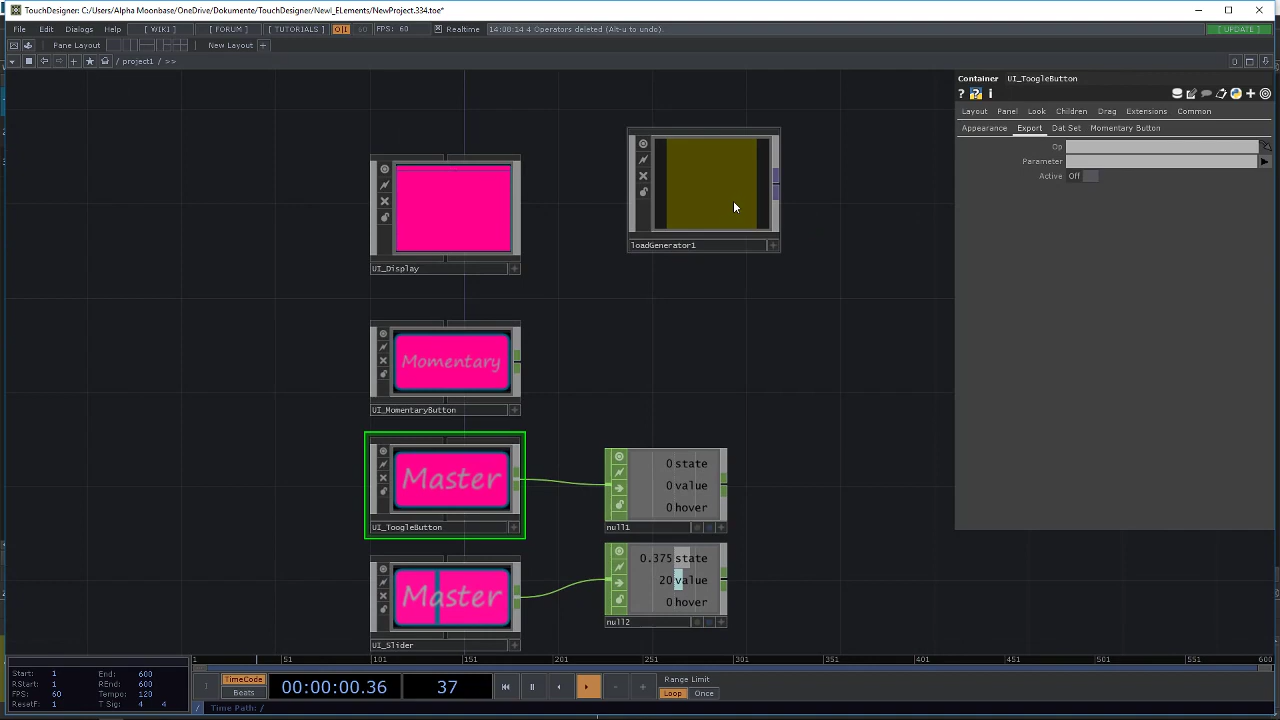 TouchDesigner: C:/Users/Alpha Moonbase/OneDrive/Dokumente/TouchDesigner/NewI_ELements/NewProject.334.toe*
File Edit Dialogs Help [ WIKI ] [ FORUM ] [ TUTORIALS ] OII 60 FPS: 60 Realtime 14:08:14 4 Operators deleted (Alt-u to undo). [ UPDATE ]
Pane Layout New Layout +
/ project1 / >>
Container UI_ToogleButton
Layout Panel Look Children Drag Extensions Common
Appearance Export Dat Set Momentary Button
Op
Parameter
Active Off
loadGenerator1
UI_Display
Momentary
UI_MomentaryButton
Master
UI_ToogleButton
0 state
0 value
0 hover
null1
Master
UI_Slider
0.375 state
20 value
0 hover
null2
1 51 101 151 201 251 301 351 401 451 501 551 600
Start: 1 End: 600
RStart: 1 REnd: 600
FPS: 60 Tempo: 120
ResetF: 1 T Sig: 4 4
TimeCode
Beats
00:00:00.36
37
Range Limit
Loop Once
/ Time Path: /